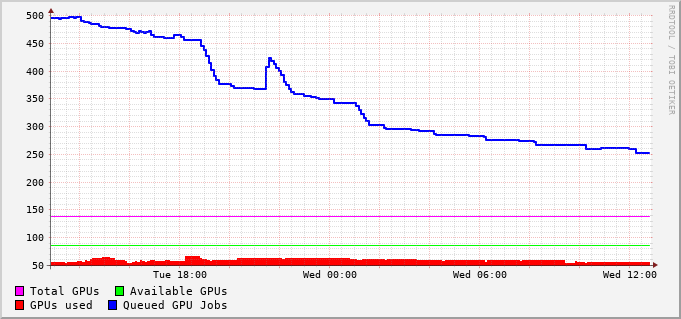 500
450
400
350
300
250
200
150
100
50
Tue 18:00 Wed 00:00 Wed 06:00 Wed 12:00
Total GPUs Available GPUs
GPUs used Queued GPU Jobs
RRDTOOL / TOBI OETIKER